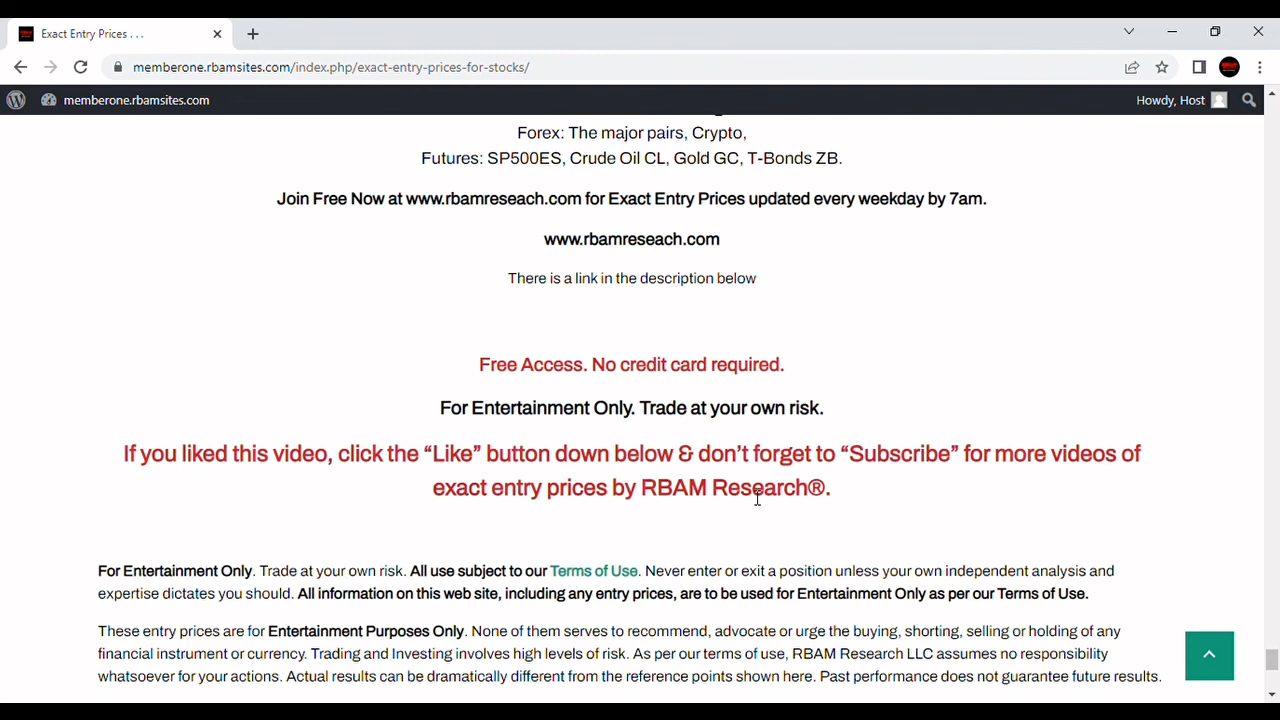 Exact Entry Prices . . .
memberone.rbamsites.com/index.php/exact-entry-prices-for-stocks/
memberone.rbamsites.com
Howdy, Host
Forex: The major pairs, Crypto,
Futures: SP500ES, Crude Oil CL, Gold GC, T-Bonds ZB.
Join Free Now at www.rbamreseach.com for Exact Entry Prices updated every weekday by 7am.
www.rbamreseach.com
There is a link in the description below
Free Access. No credit card required.
For Entertainment Only. Trade at your own risk.
If you liked this video, click the “Like” button down below & don’t forget to “Subscribe” for more videos of
exact entry prices by RBAM Research®.
For Entertainment Only. Trade at your own risk. All use subject to our Terms of Use. Never enter or exit a position unless your own independent analysis and
expertise dictates you should. All information on this web site, including any entry prices, are to be used for Entertainment Only as per our Terms of Use.
These entry prices are for Entertainment Purposes Only. None of them serves to recommend, advocate or urge the buying, shorting, selling or holding of any
financial instrument or currency. Trading and Investing involves high levels of risk. As per our terms of use, RBAM Research LLC assumes no responsibility
whatsoever for your actions. Actual results can be dramatically different from the reference points shown here. Past performance does not guarantee future results.